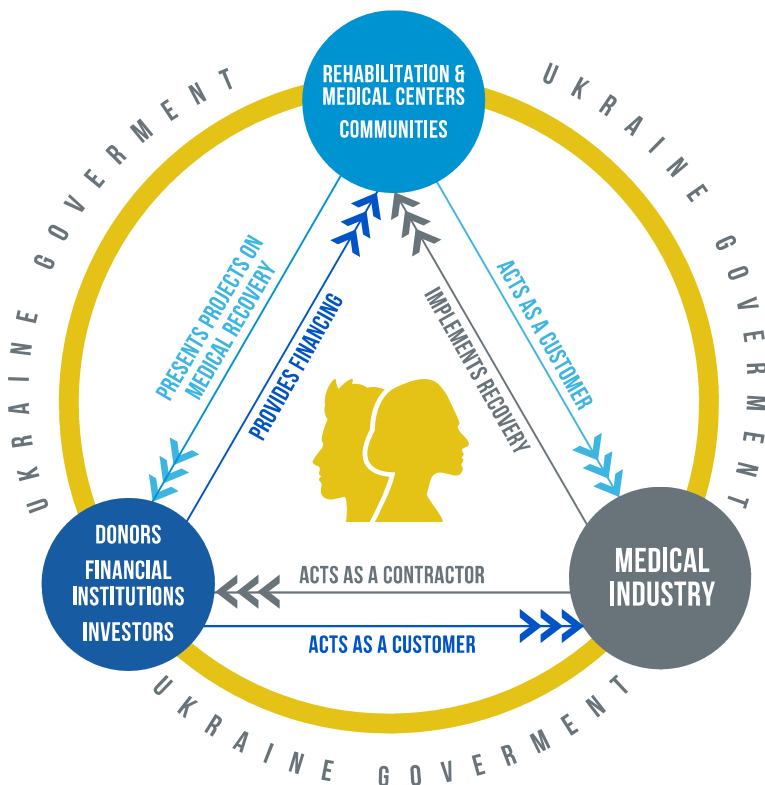 REHABILITATION &
MEDICAL CENTERS
COMMUNITIES
UKRAINE GOVERMENT
UKRAINE GOVERMENT
PRESENTS PROJECTS ON
MEDICAL RECOVERY
PROVIDES FINANCING
IMPLEMENTS RECOVERY
ACTS AS A CUSTOMER
DONORS
FINANCIAL
INSTITUTIONS
INVESTORS
ACTS AS A CONTRACTOR
ACTS AS A CUSTOMER
MEDICAL
INDUSTRY
UKRAINE GOVERMENT